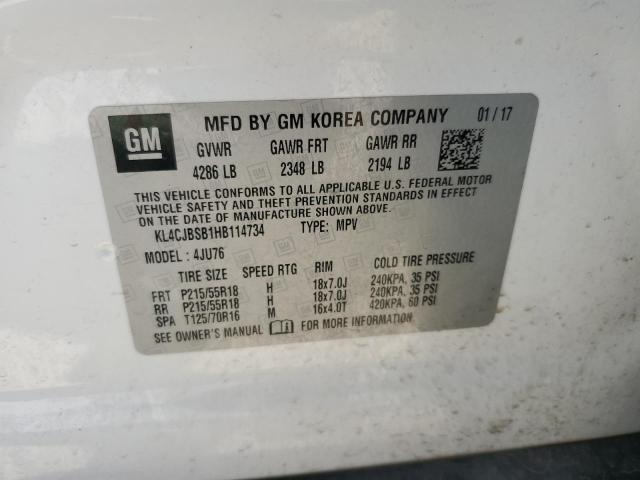 GM
MFD BY GM KOREA COMPANY 01 / 17
GVWR GAWR FRT GAWR RR
4286 LB 2348 LB 2194 LB
THIS VEHICLE CONFORMS TO ALL APPLICABLE U.S. FEDERAL MOTOR
VEHICLE SAFETY AND THEFT PREVENTION STANDARDS IN EFFECT
ON THE DATE OF MANUFACTURE SHOWN ABOVE.
KL4CJBSB1HB114734 TYPE: MPV
MODEL : 4JU76
TIRE SIZE SPEED RTG RIM COLD TIRE PRESSURE
FRT P215/55R18 H 18x7.0J 240KPA, 35 PSI
RR P215/55R18 H 18x7.0J 240KPA, 35 PSI
SPA T125/70R16 M 16x4.0T 420KPA, 60 PSI
SEE OWNER'S MANUAL FOR MORE INFORMATION